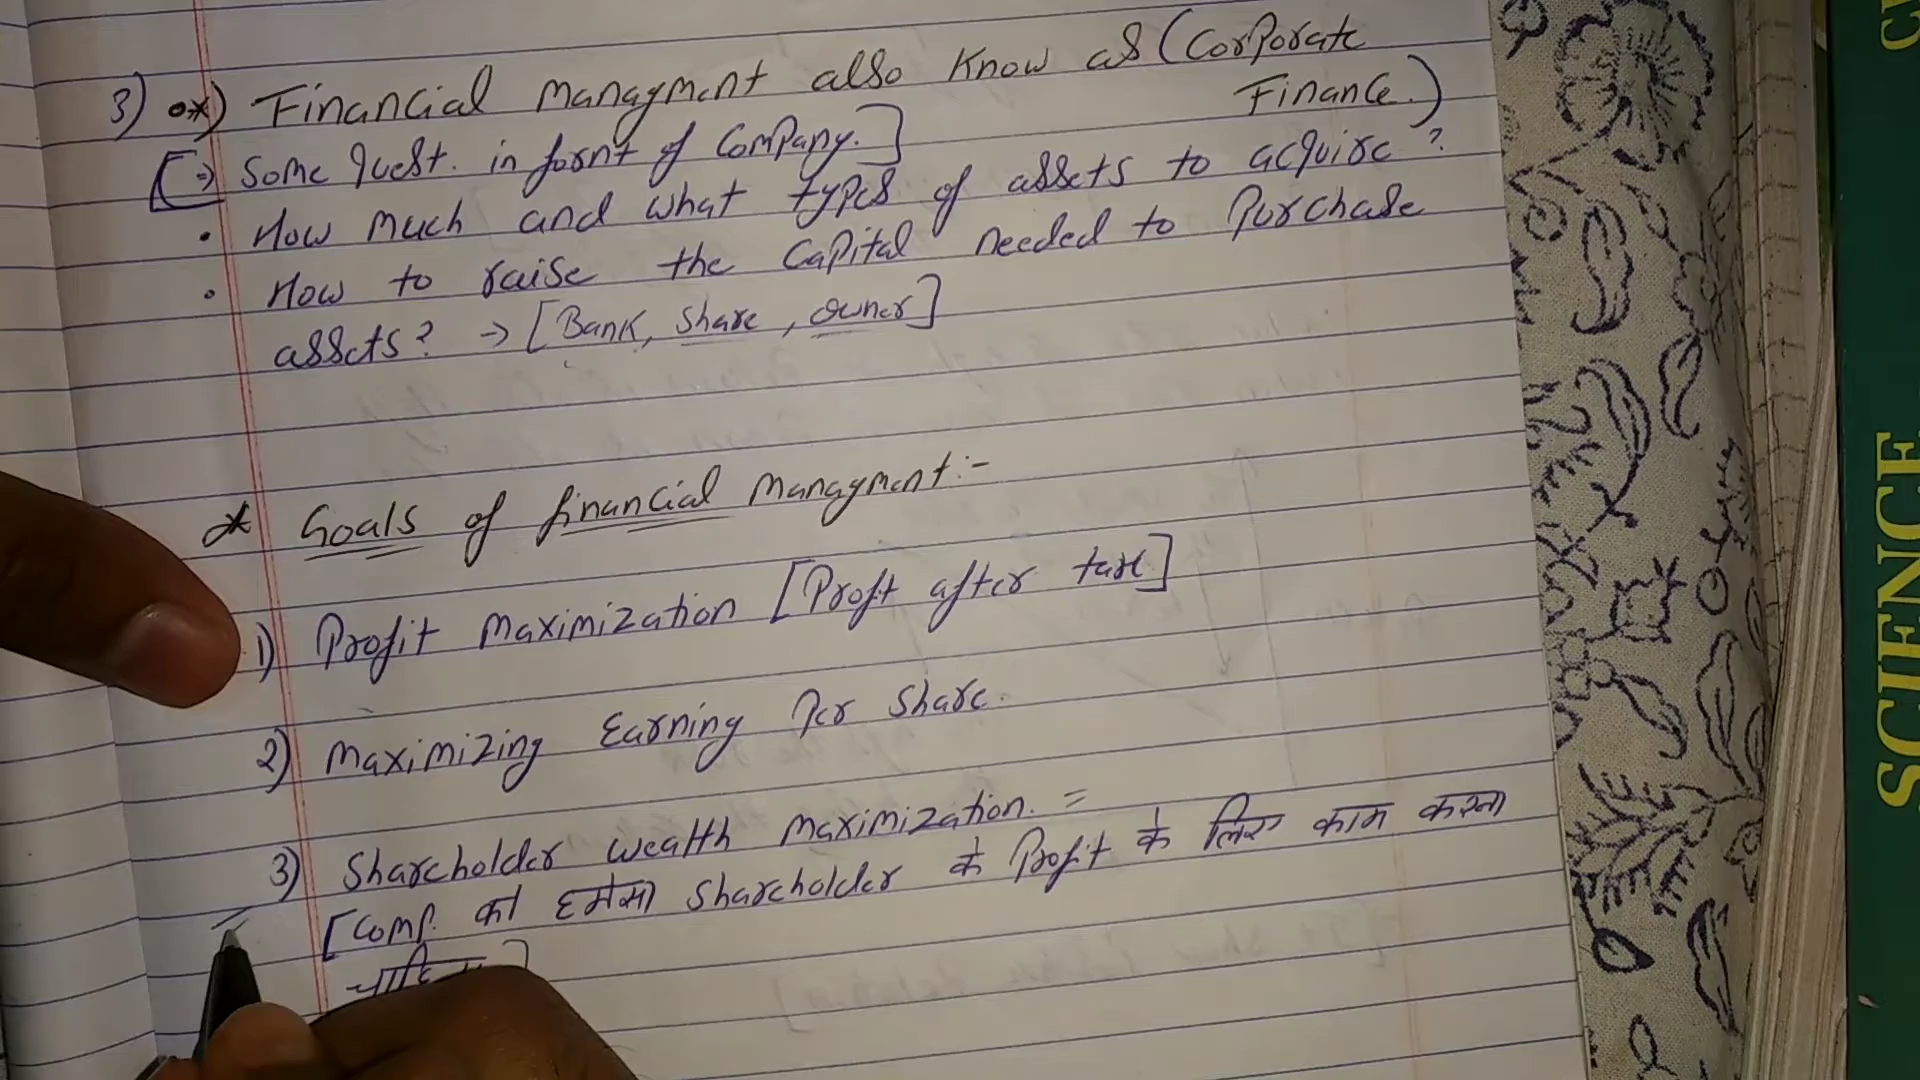 3) Financial managment also Know as (Corporate
Finance.)
[→ Some Quest. in fornt of Company.]
• How much and what types of assets to acquire ?
• How to raise the Capital needed to Purchase
assets? → [Bank, Share, owner]
* Goals of financial managment:-
1) Profit maximization [Profit after tax]
2) maximizing Earning Per Share.
3) Shareholder wealth maximization. =
[Comp. को हमेसा Shareholder के Profit के लिए काम करना
SCIENCE